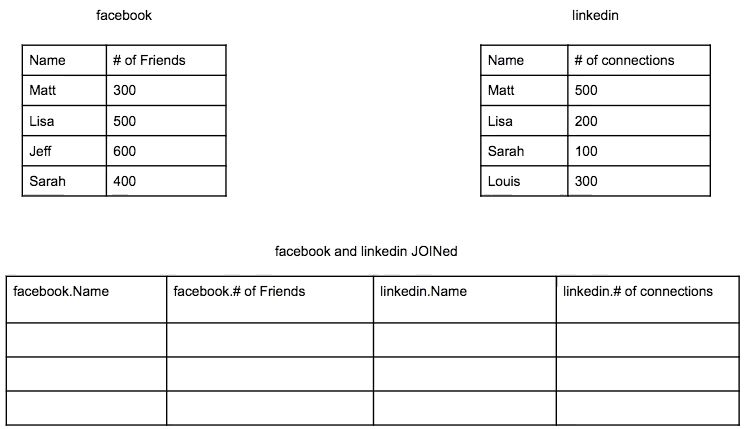 facebook
linkedin
Name # of Friends
Matt 300
Lisa 500
Jeff 600
Sarah 400
Name # of connections
Matt 500
Lisa 200
Sarah 100
Louis 300
facebook and linkedin JOINed
facebook.Name facebook.# of Friends linkedin.Name linkedin.# of connections